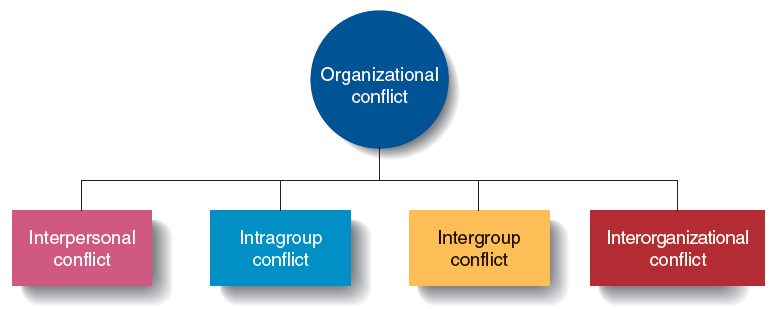 Organizational
conflict
Interpersonal
conflict
Intragroup
conflict
Intergroup
conflict
Interorganizational
conflict